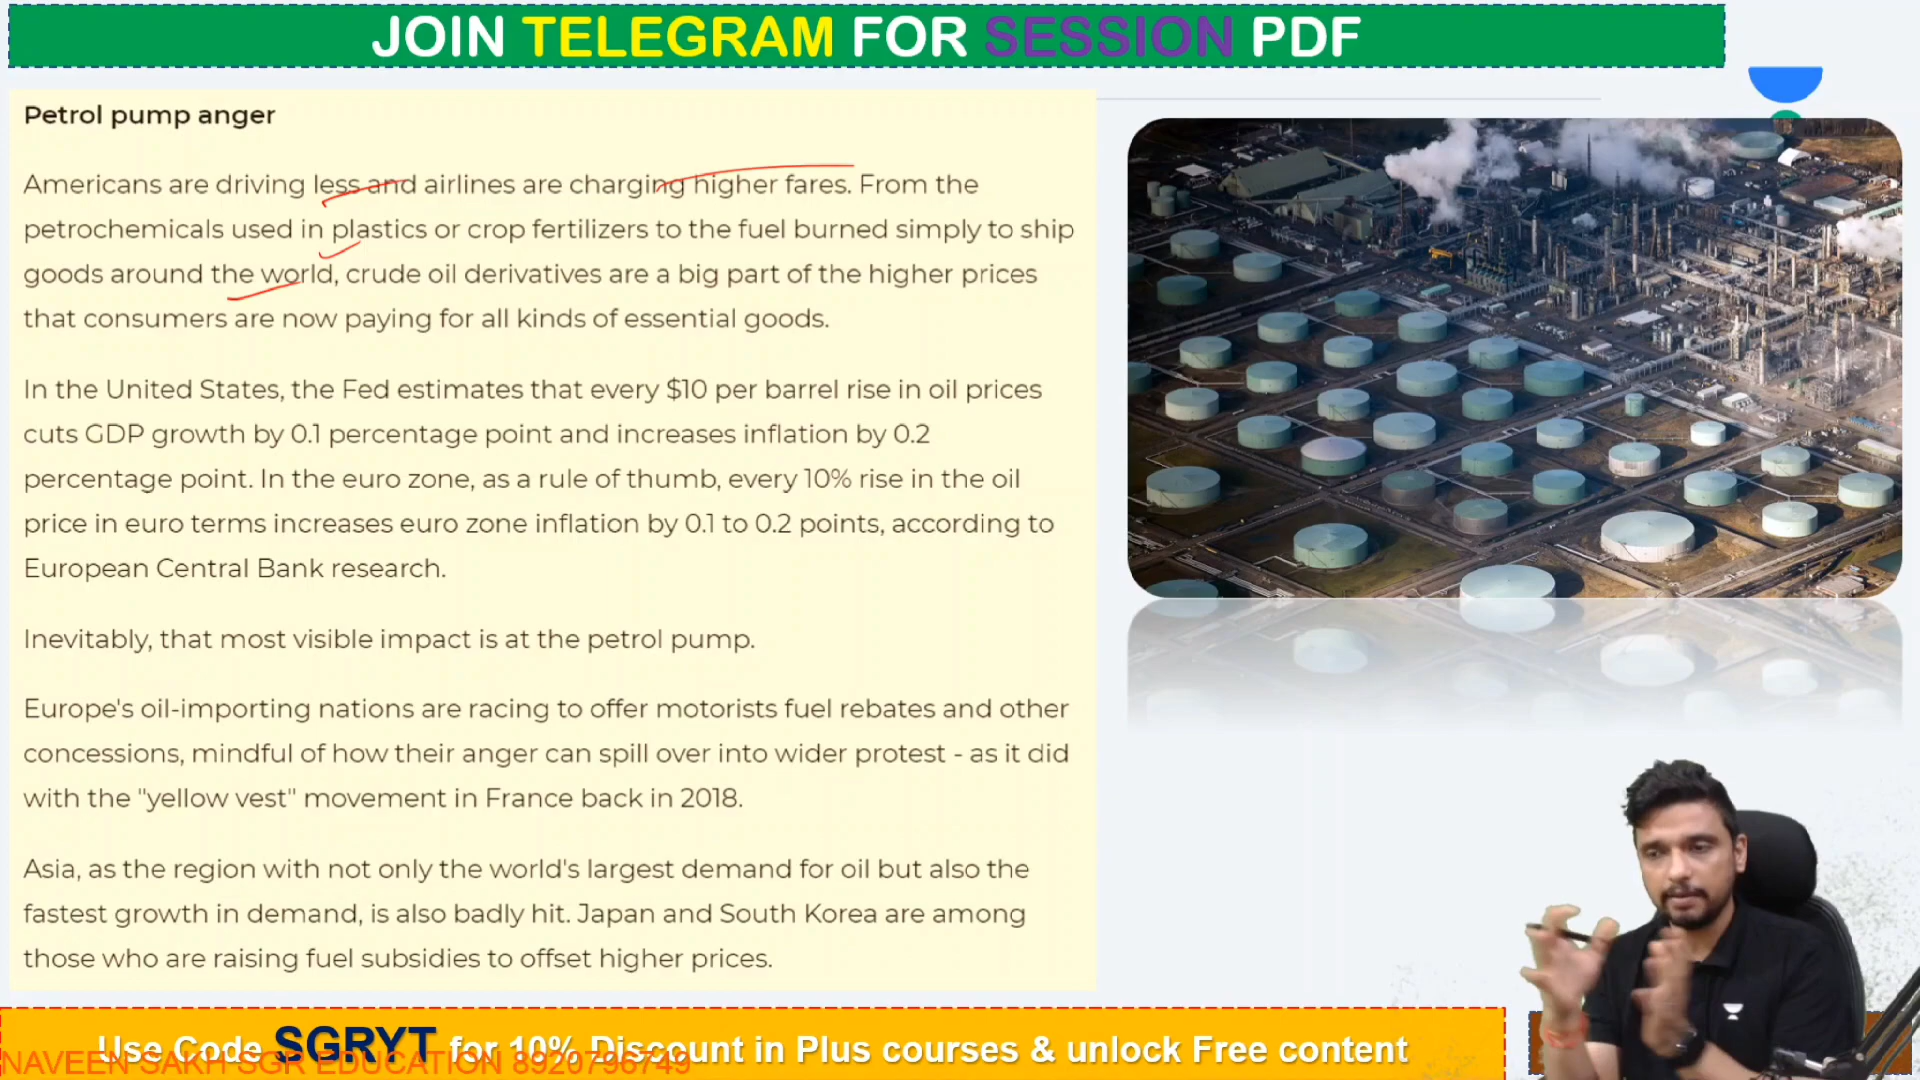 JOIN TELEGRAM FOR SESSION PDF
Petrol pump anger
Americans are driving less and airlines are charging higher fares. From the
petrochemicals used in plastics or crop fertilizers to the fuel burned simply to ship
goods around the world, crude oil derivatives are a big part of the higher prices
that consumers are now paying for all kinds of essential goods.
In the United States, the Fed estimates that every $10 per barrel rise in oil prices
cuts GDP growth by 0.1 percentage point and increases inflation by 0.2
percentage point. In the euro zone, as a rule of thumb, every 10% rise in the oil
price in euro terms increases euro zone inflation by 0.1 to 0.2 points, according to
European Central Bank research.
Inevitably, that most visible impact is at the petrol pump.
Europe's oil-importing nations are racing to offer motorists fuel rebates and other
concessions, mindful of how their anger can spill over into wider protest - as it did
with the "yellow vest" movement in France back in 2018.
Asia, as the region with not only the world's largest demand for oil but also the
fastest growth in demand, is also badly hit. Japan and South Korea are among
those who are raising fuel subsidies to offset higher prices.
Use Code SGRYT for 10% Discount in Plus courses & unlock Free content
NAVEEN SAKH SGR EDUCATION 8920796749